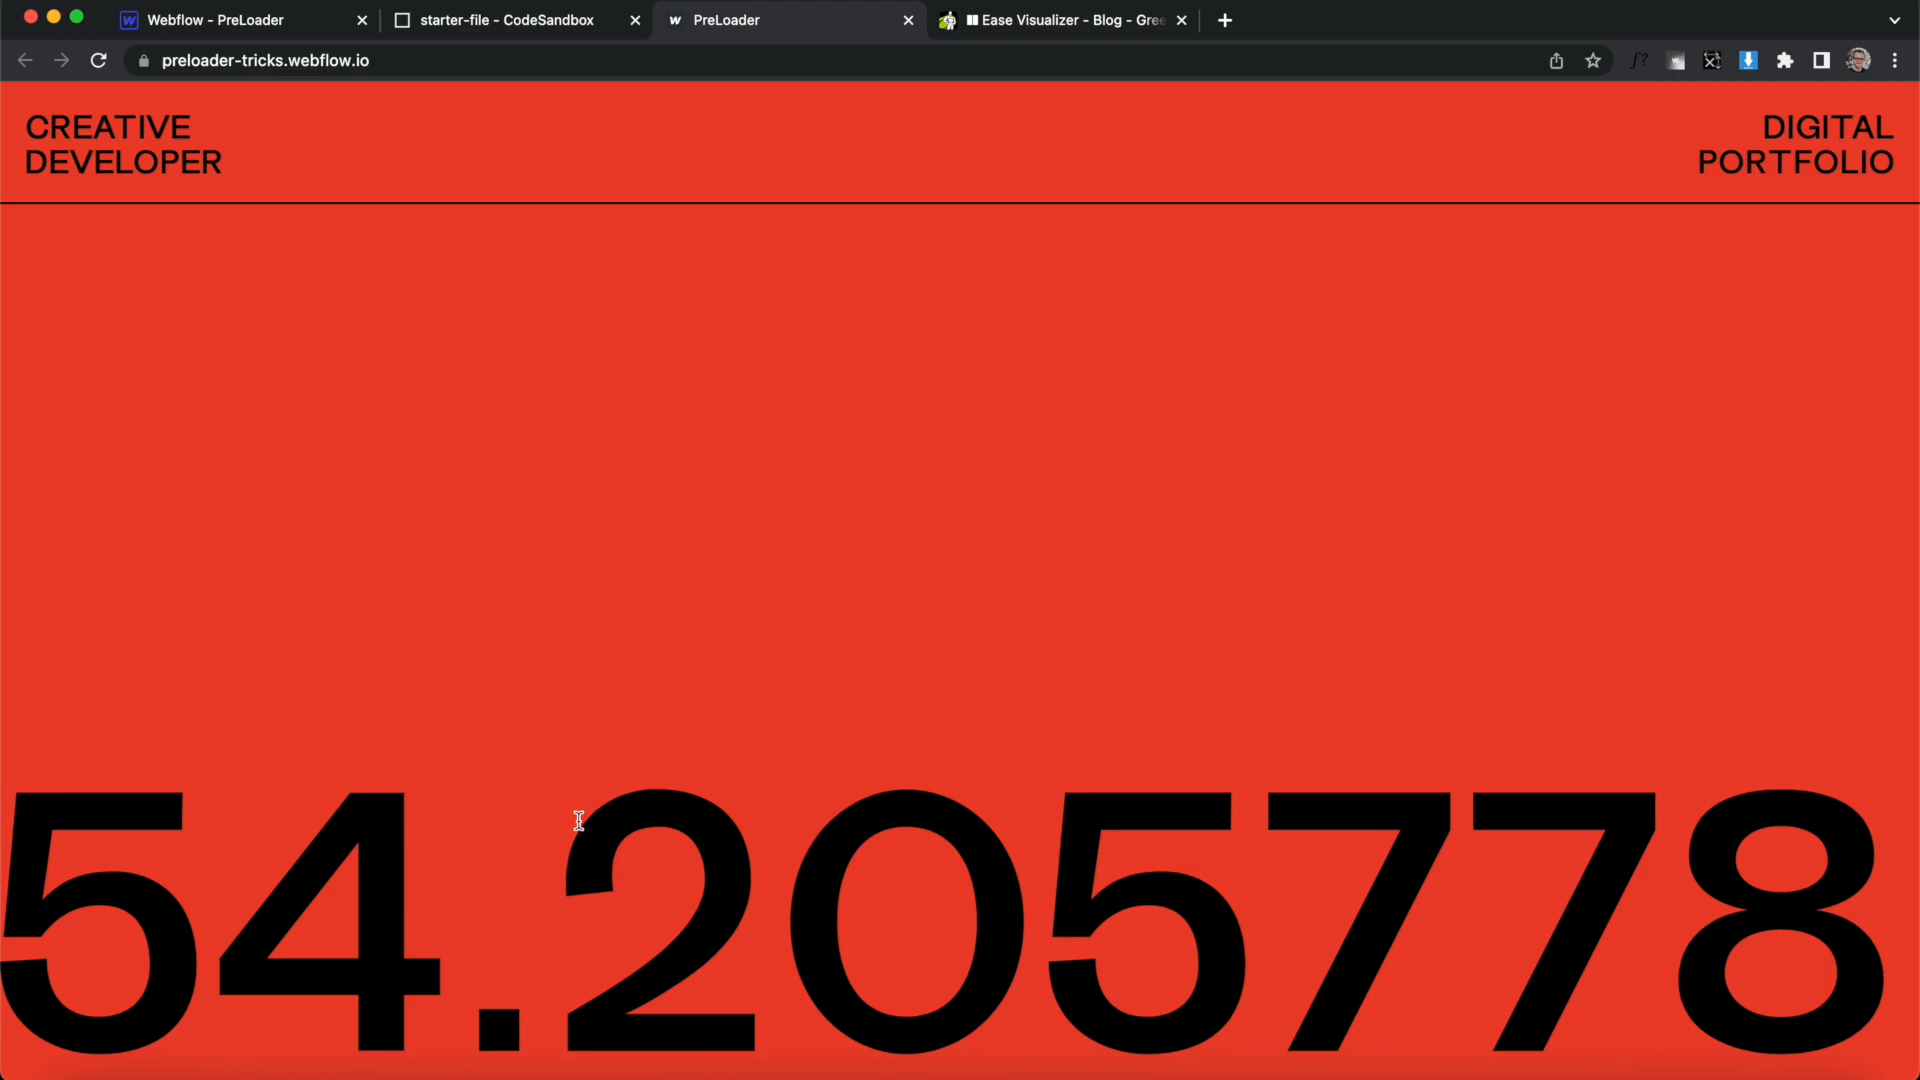 Webflow - PreLoader
starter-file - CodeSandbox
PreLoader
Ease Visualizer - Blog - Gree
preloader-tricks.webflow.io
CREATIVE
DEVELOPER
DIGITAL
PORTFOLIO
54.205778